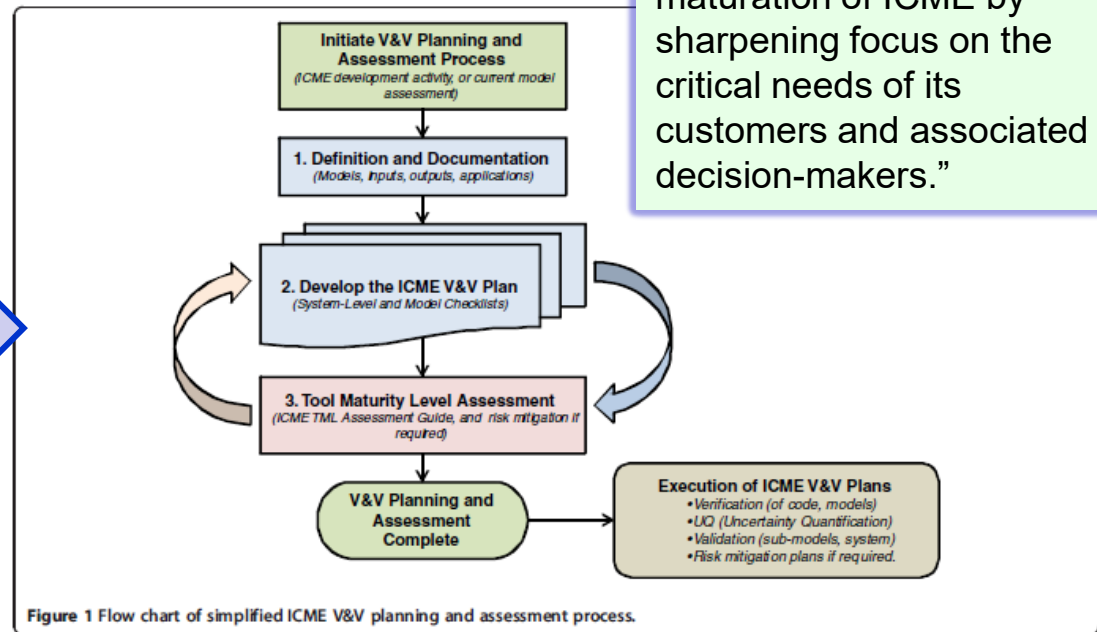 maturation of ICME by
sharpening focus on the
critical needs of its
customers and associated
decision-makers.”
Initiate V&V Planning and
Assessment Process
(ICME development activity, or current model
assessment)
1. Definition and Documentation
(Models, inputs, outputs, applications)
2. Develop the ICME V&V Plan
(System-Level and Model Checklists)
3. Tool Maturity Level Assessment
(ICME TML Assessment Guide, and risk mitigation if
required)
V&V Planning and
Assessment
Complete
Execution of ICME V&V Plans
•Verification (of code, models)
•UQ (Uncertainty Quantification)
•Validation (sub-models, system)
•Risk mitigation plans if required.
Figure 1 Flow chart of simplified ICME V&V planning and assessment process.